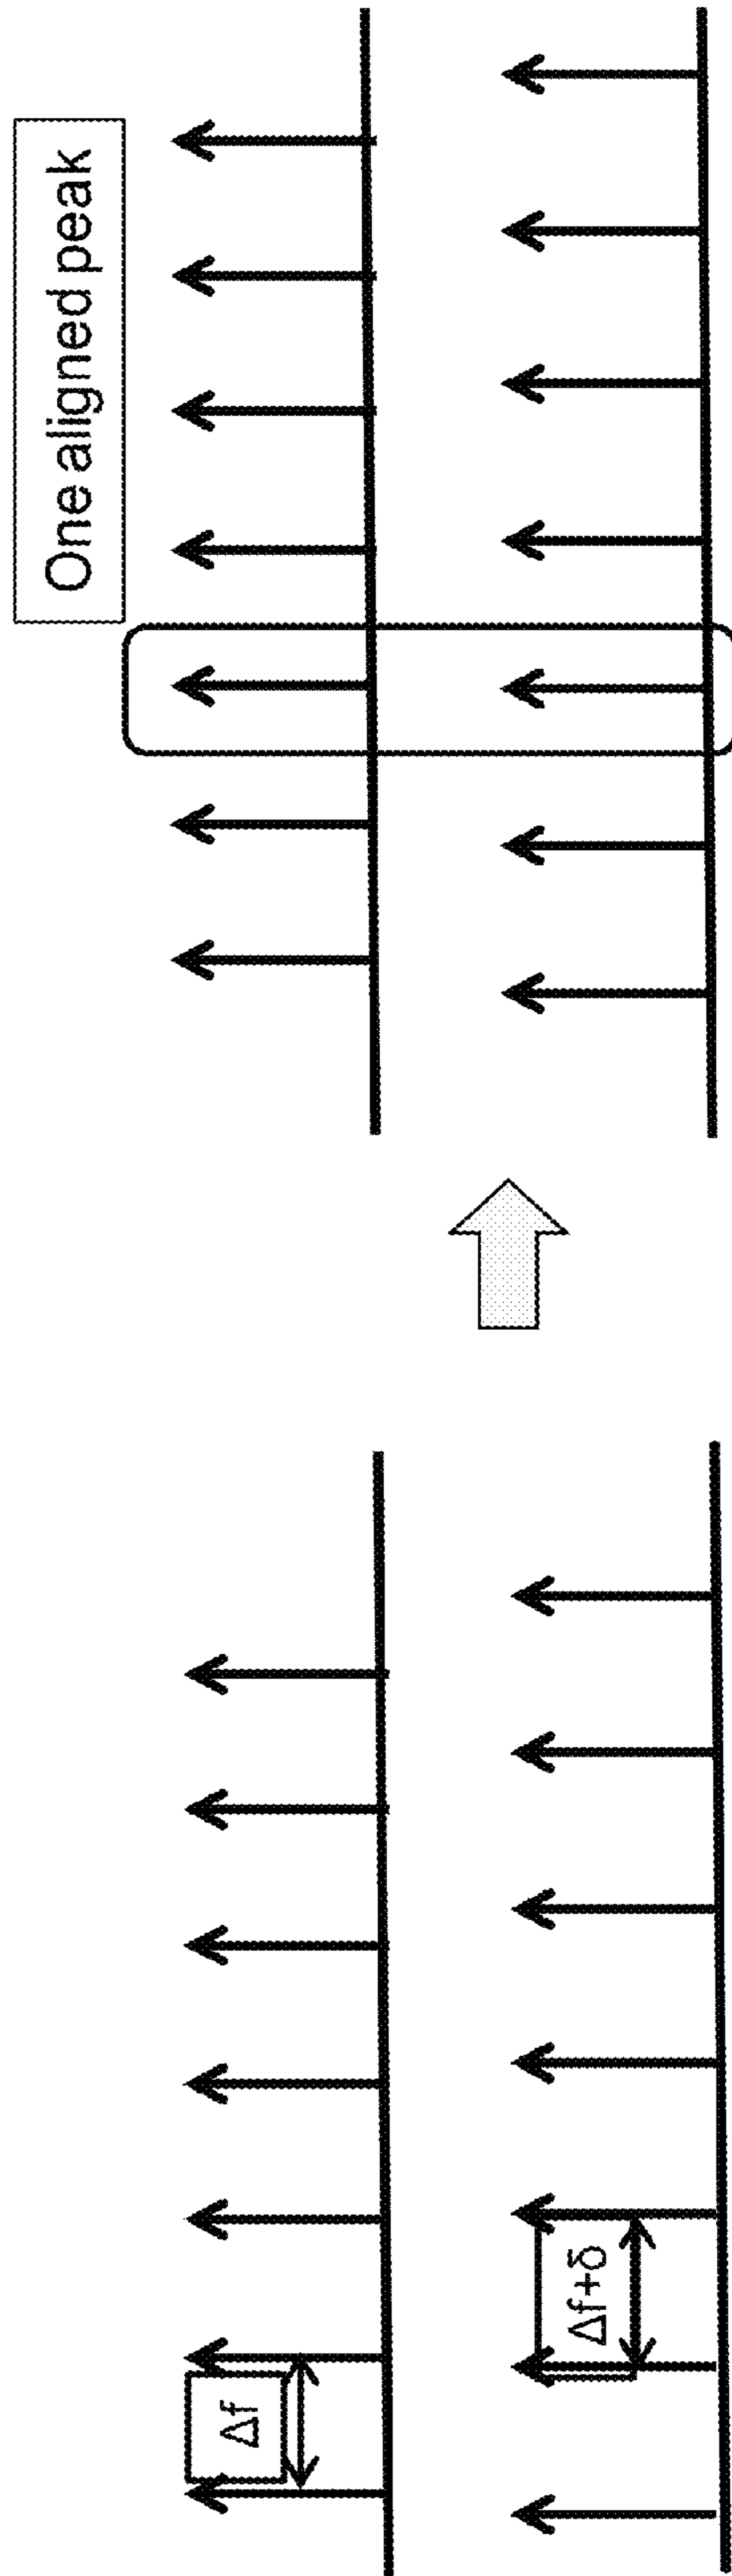 Δf
Δf+δ
One aligned peak